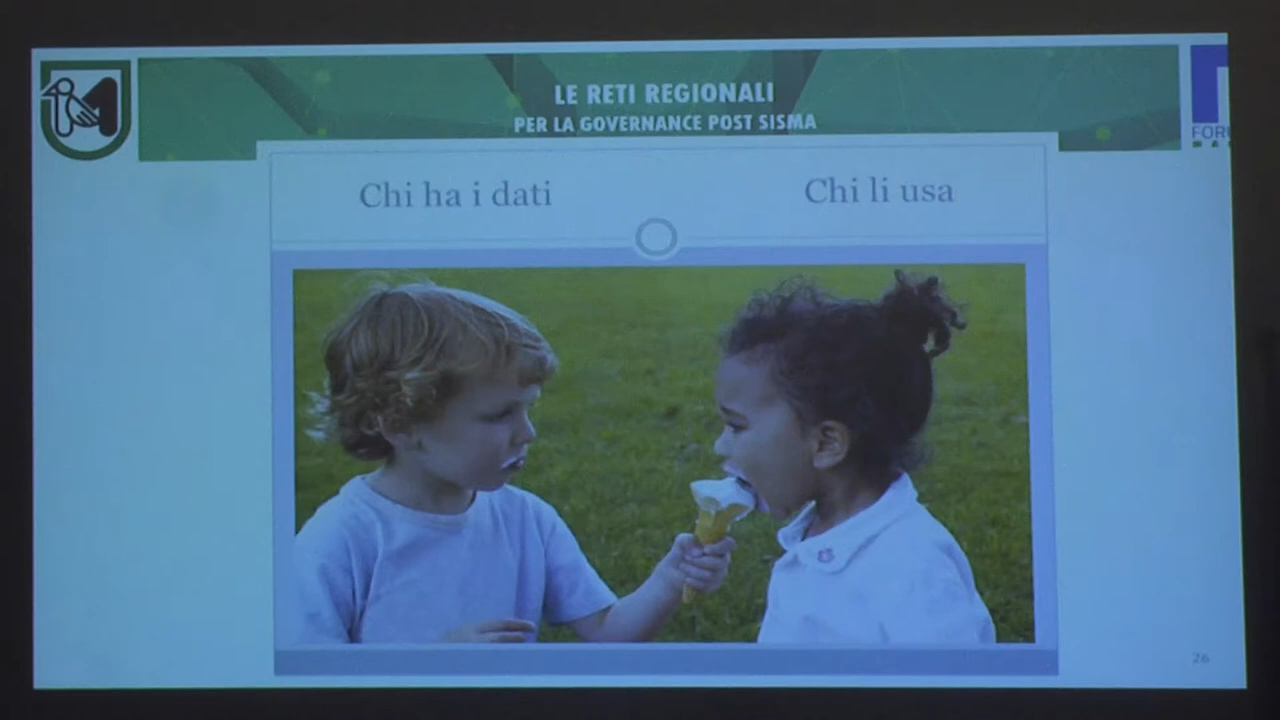 LE RETI REGIONALI
PER LA GOVERNANCE POST SISMA
Chi ha i dati
Chi li usa
26